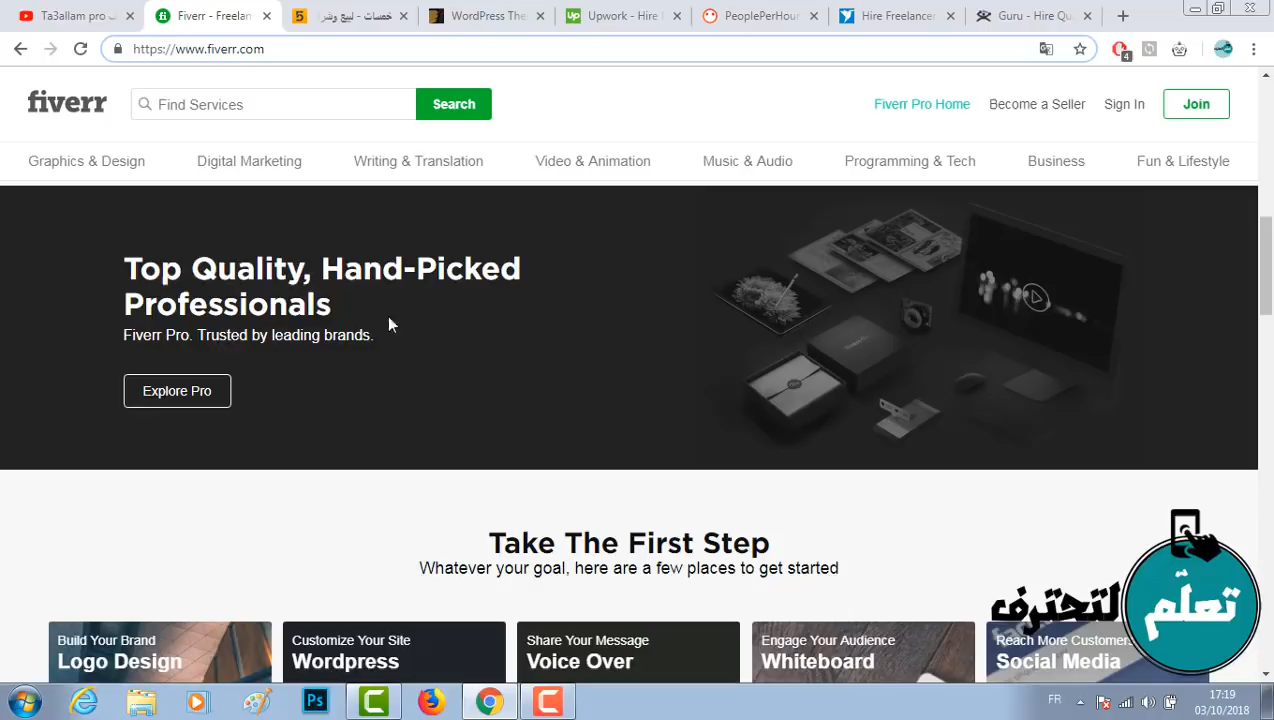 Ta3allam pro ف
Fiverr - Freelan
خمسات - لبيع وشر
WordPress The
Upwork - Hire
PeoplePerHour
Hire Freelancer
Guru - Hire Qu
https://www.fiverr.com
4
fiverr
Find Services
Search
Fiverr Pro Home
Become a Seller
Sign In
Join
Graphics & Design
Digital Marketing
Writing & Translation
Video & Animation
Music & Audio
Programming & Tech
Business
Fun & Lifestyle
Top Quality, Hand-Picked
Professionals
Fiverr Pro. Trusted by leading brands.
Explore Pro
Take The First Step
Whatever your goal, here are a few places to get started
Build Your Brand
Logo Design
Customize Your Site
Wordpress
Share Your Message
Voice Over
Engage Your Audience
Whiteboard
Reach More Customers
Social Media
تعلّم
لتحترف
FR
17:19
03/10/2018